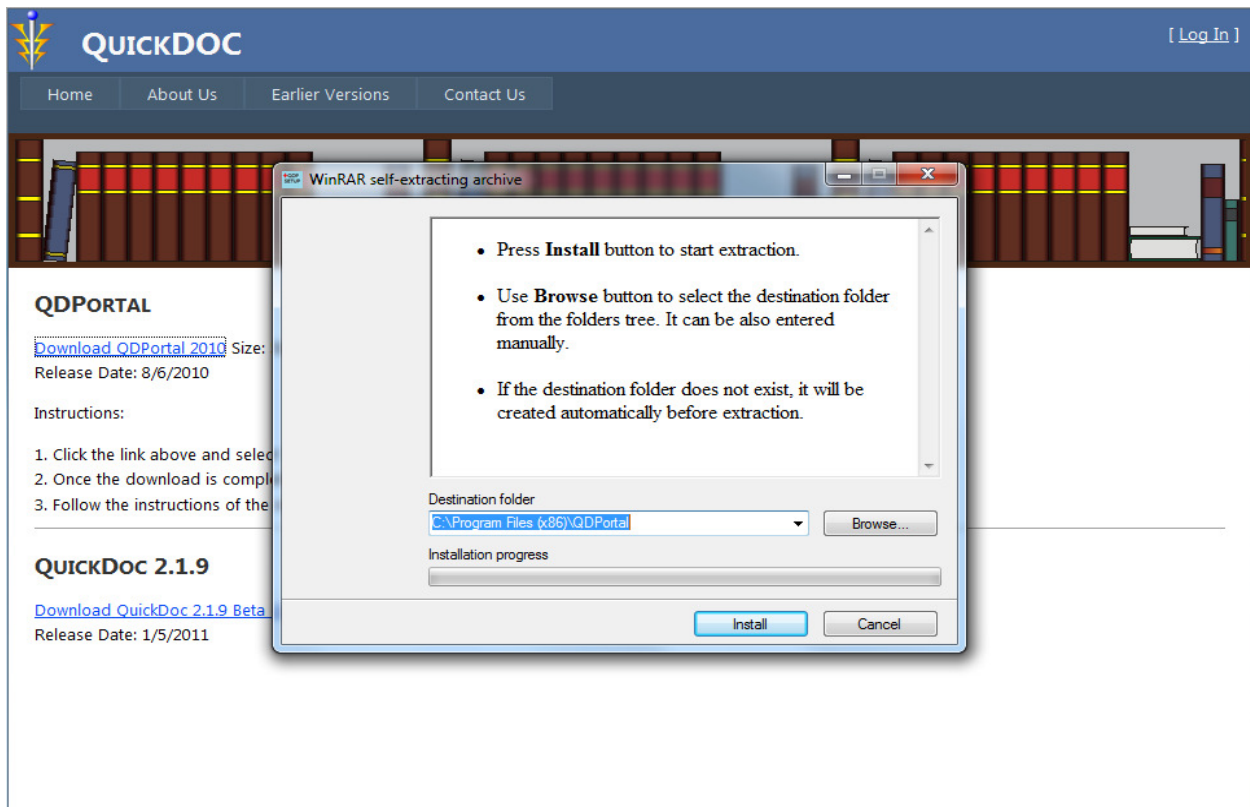 QUICKDOC
[ Log In ]
Home About Us Earlier Versions Contact Us
WinRAR self-extracting archive
• Press Install button to start extraction.
• Use Browse button to select the destination folder
from the folders tree. It can be also entered
manually.
• If the destination folder does not exist, it will be
created automatically before extraction.
Destination folder
C:\Program Files (x86)\QDPortal
Browse...
Installation progress
Install Cancel
QDPORTAL
Download QDPortal 2010 Size:
Release Date: 8/6/2010
Instructions:
1. Click the link above and
2. Once the download is
3. Follow the instructions of the
QUICKDOC 2.1.9
Download QuickDoc 2.1.9 Beta
Release Date: 1/5/2011